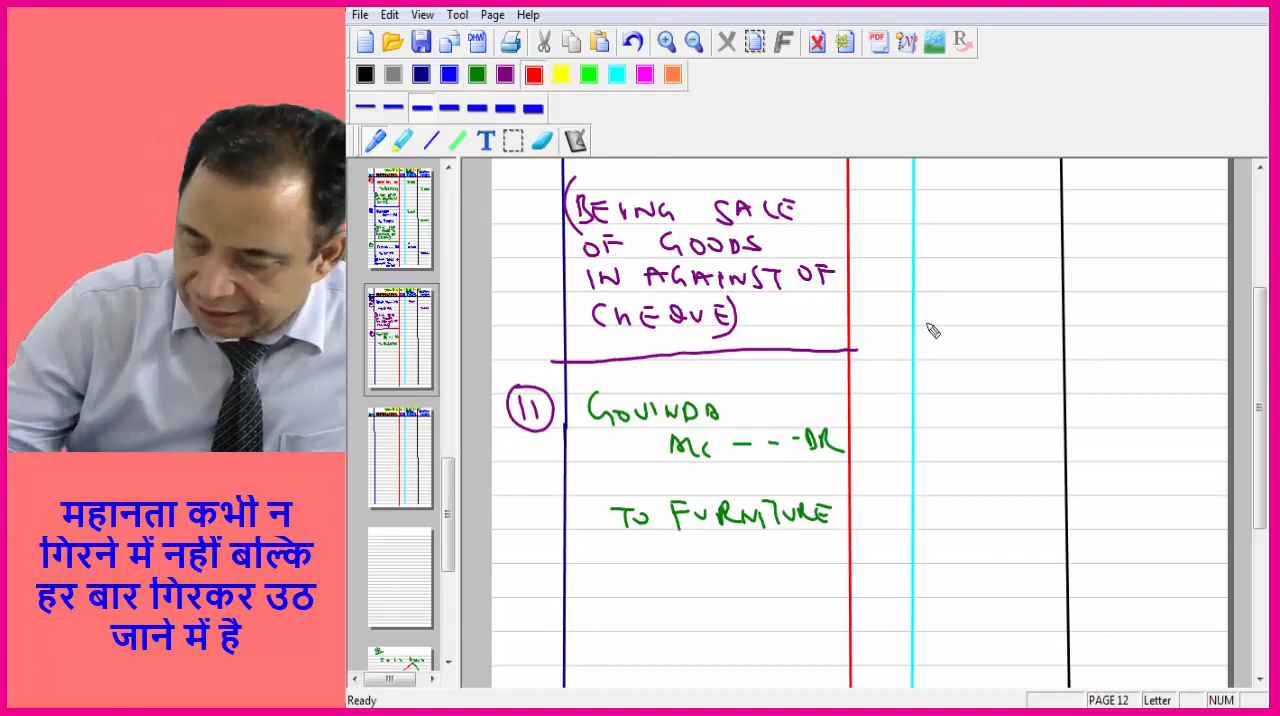 File Edit View Tool Page Help
(BEING SALE
OF GOODS
IN AGAINST OF
CHEQUE)
11 GOVINDA
A/C - - - DR
TO FURNITURE
महानता कभी न
गिरने में नहीं बल्कि
हर बार गिरकर उठ
जाने में है
Ready PAGE 12 Letter NUM